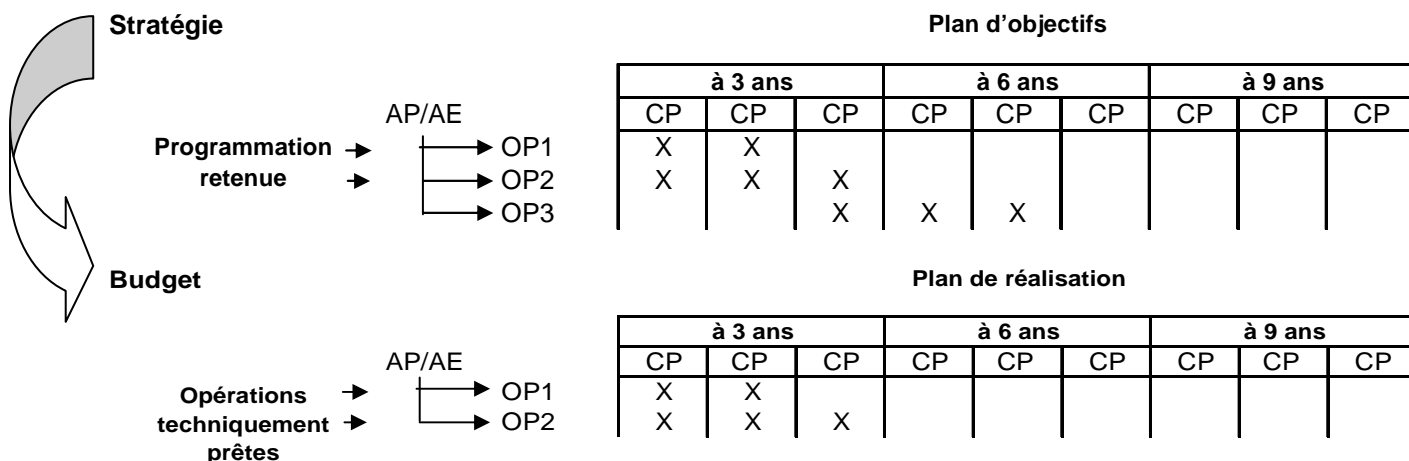 Stratégie
Plan d'objectifs
à 3 ans à 6 ans à 9 ans
AP/AE CP CP CP CP CP CP CP CP CP
Programmation OP1 X X
retenue OP2 X X X
OP3 X X X
Budget
Plan de réalisation
à 3 ans à 6 ans à 9 ans
AP/AE CP CP CP CP CP CP CP CP CP
Opérations OP1 X X
techniquement OP2 X X X
prêtes